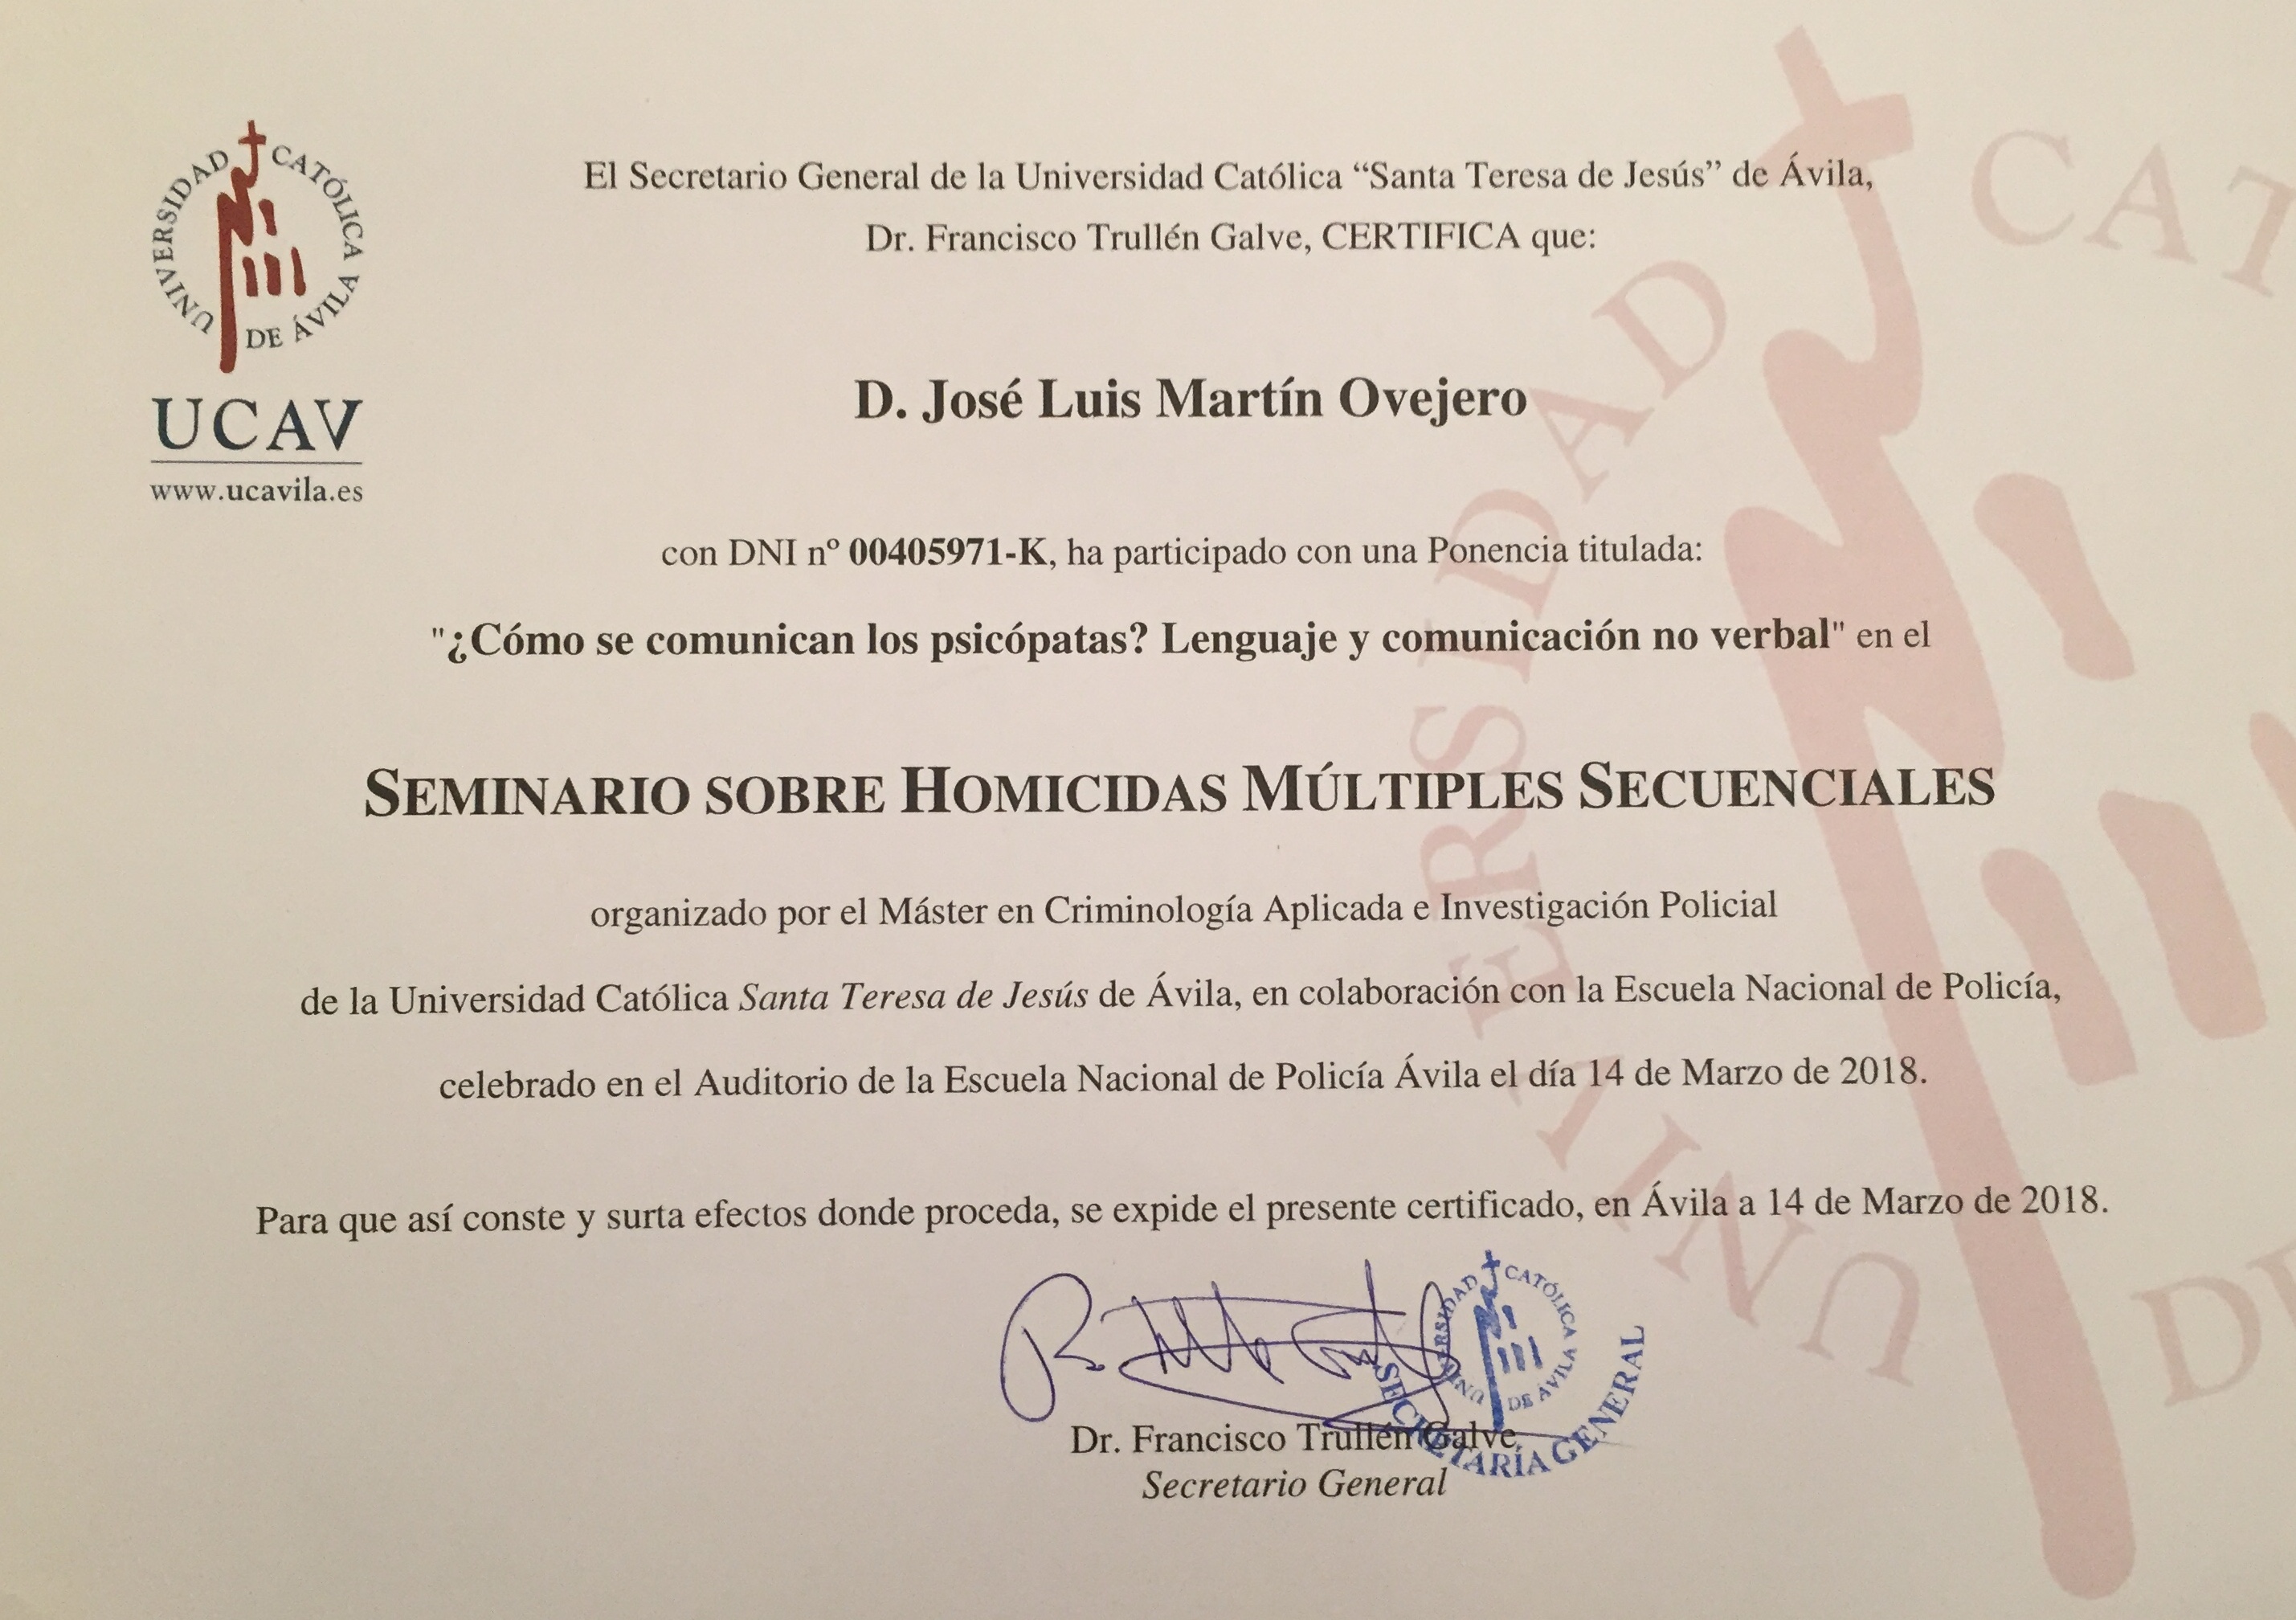 UNIVERSIDAD CATÓLICA DE ÁVILA
UCAV
www.ucavila.es
El Secretario General de la Universidad Católica “Santa Teresa de Jesús” de Ávila,
Dr. Francisco Trullén Galve, CERTIFICA que:
D. José Luis Martín Ovejero
con DNI nº 00405971-K, ha participado con una Ponencia titulada:
"¿Cómo se comunican los psicópatas? Lenguaje y comunicación no verbal" en el
SEMINARIO SOBRE HOMICIDAS MÚLTIPLES SECUENCIALES
organizado por el Máster en Criminología Aplicada e Investigación Policial
de la Universidad Católica Santa Teresa de Jesús de Ávila, en colaboración con la Escuela Nacional de Policía,
celebrado en el Auditorio de la Escuela Nacional de Policía Ávila el día 14 de Marzo de 2018.
Para que así conste y surta efectos donde proceda, se expide el presente certificado, en Ávila a 14 de Marzo de 2018.
UNIVERSIDAD CATÓLICA DE ÁVILA
SECRETARÍA GENERAL
Dr. Francisco Trullén Galve
Secretario General
UNIVERSIDAD CAT
DE